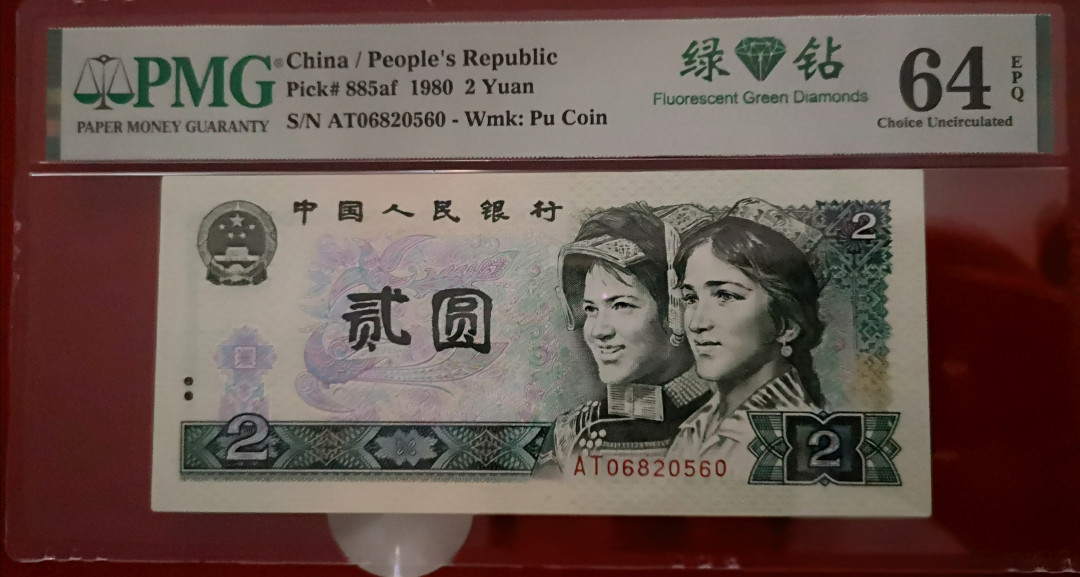 PMG
PAPER MONEY GUARANTY
China / People's Republic
Pick# 885af 1980 2 Yuan
S/N AT06820560 - Wmk: Pu Coin
绿 钻
Fluorescent Green Diamonds
64
EPQ
Choice Uncirculated
中国人民银行
2
贰圆
2
AT06820560
2